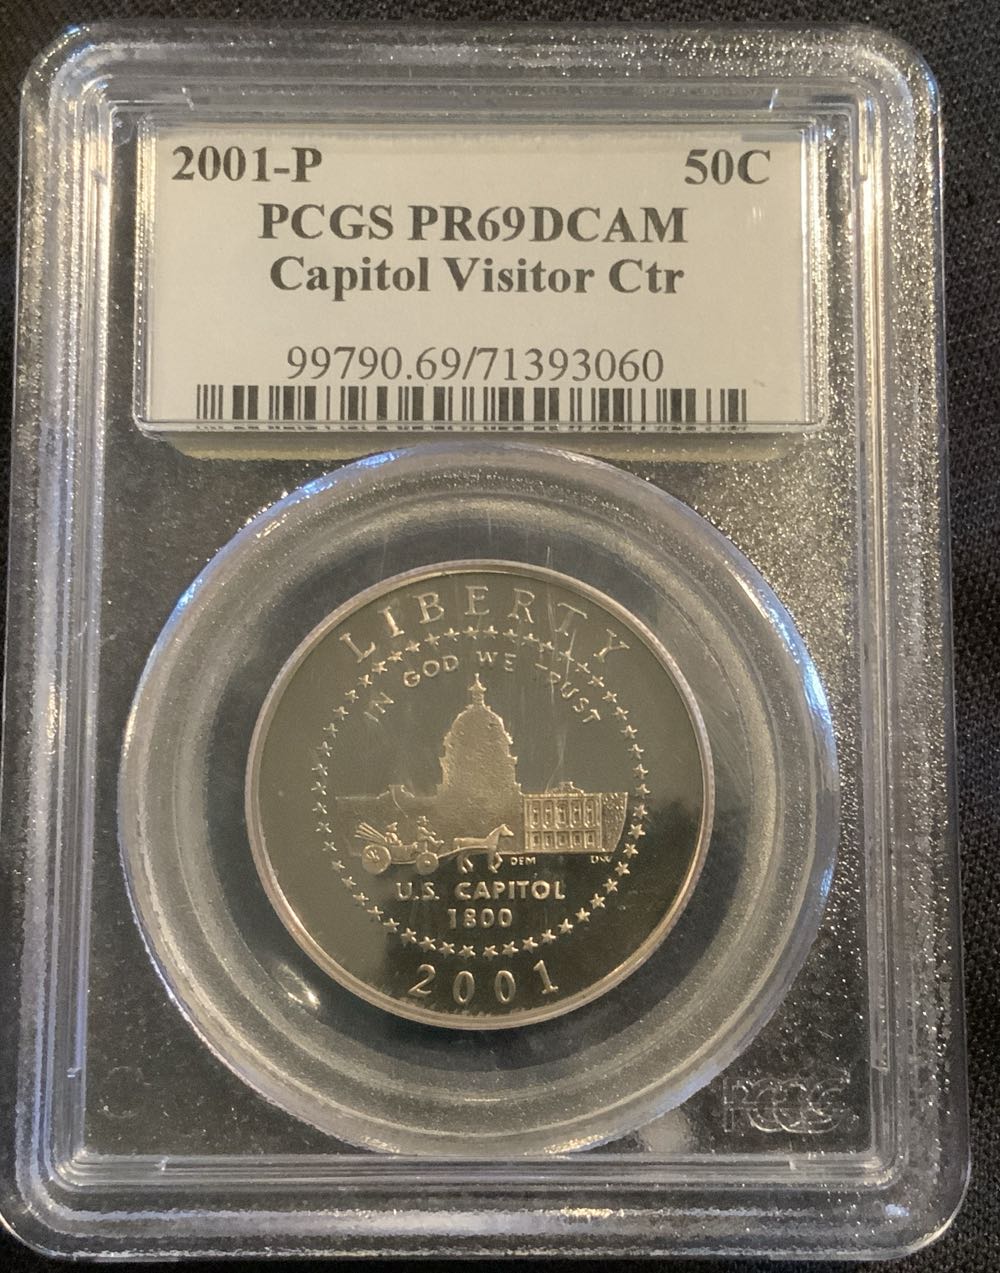 2001-P 50C
PCGS PR69DCAM
Capitol Visitor Ctr
99790.69/71393060
LIBERTY
IN GOD WE TRUST
DEM
U.S. CAPITOL
1800
2001
PCGS